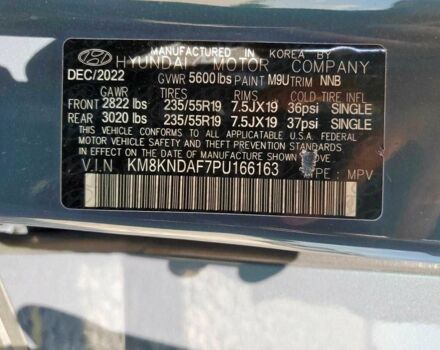 MANUFACTURED IN KOREA BY
HYUNDAI MOTOR COMPANY
DEC/2022 GVWR 5600 lbs PAINT M9U TRIM NNB
GAWR TIRES RIMS COLD TIRE INFL
FRONT 2822 lbs 235/55R19 7.5JX19 36psi SINGLE
REAR 3020 lbs 235/55R19 7.5JX19 37psi SINGLE
THIS VEHICLE CONFORMS TO ALL APPLICABLE U.S.A. FEDERAL
MOTOR VEHICLE SAFETY STANDARDS IN EFFECT ON
THE DATE OF MANUFACTURE SHOWN ABOVE.
V.I.N KM8KNDAF7PU166163 TYPE : MPV